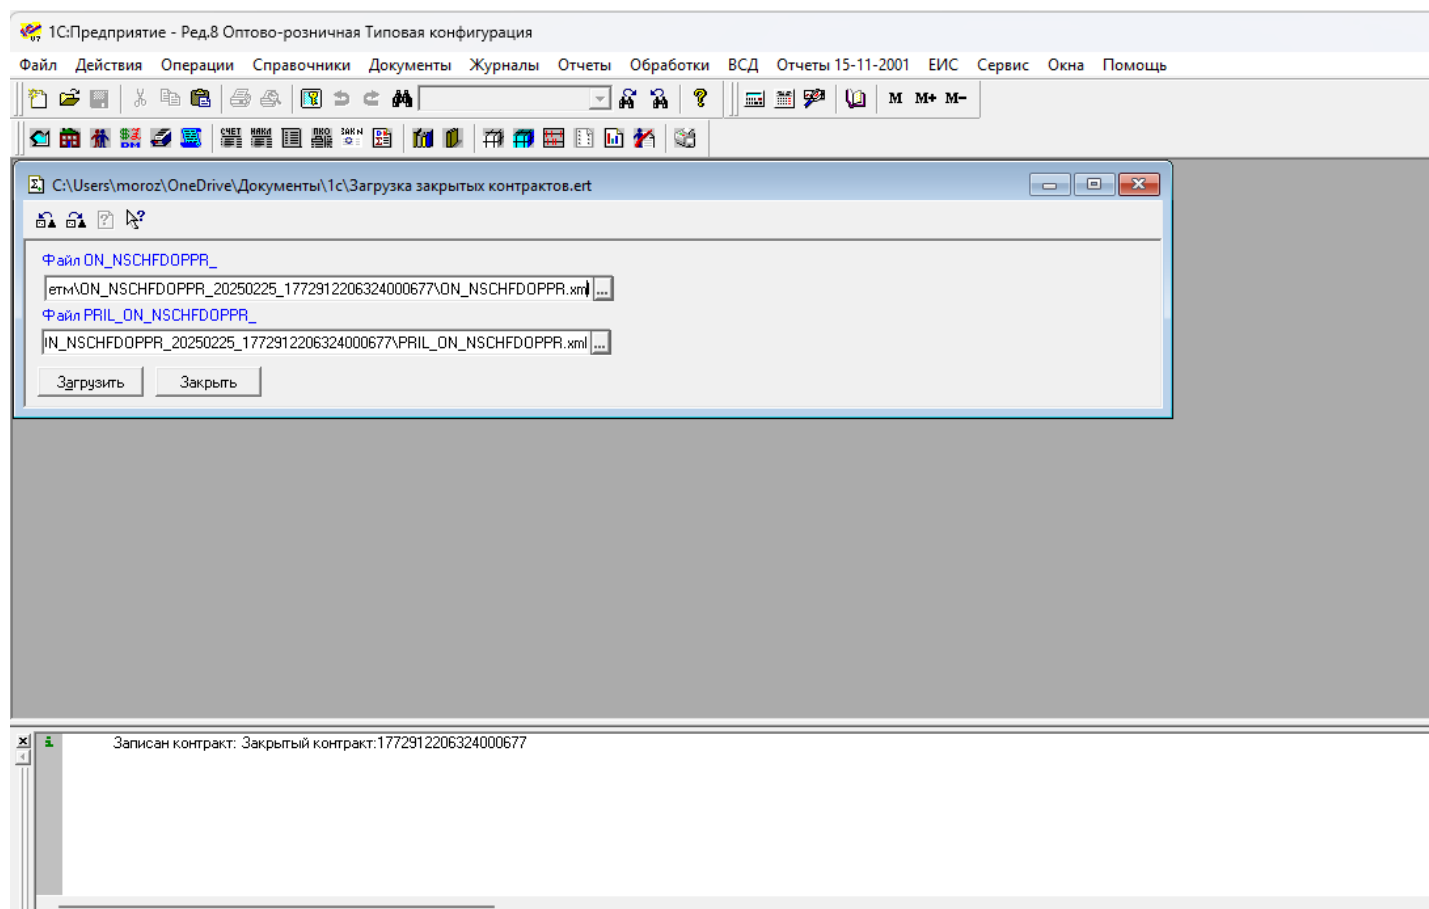 1С:Предприятие - Ред.8 Оптово-розничная Типовая конфигурация
Файл Действия Операции Справочники Документы Журналы Отчеты Обработки ВСД Отчеты 15-11-2001 ЕИС Сервис Окна Помощь
M M+ M-
C:\Users\moroz\OneDrive\Документы\1c\Загрузка закрытых контрактов.ert
Файл ON_NSCHFDOPPR_
етм\ON_NSCHFDOPPR_20250225_1772912206324000677\ON_NSCHFDOPPR.xml ...
Файл PRIL_ON_NSCHFDOPPR_
IN_NSCHFDOPPR_20250225_1772912206324000677\PRIL_ON_NSCHFDOPPR.xml ...
Загрузить Закрыть
Записан контракт: Закрытый контракт:1772912206324000677